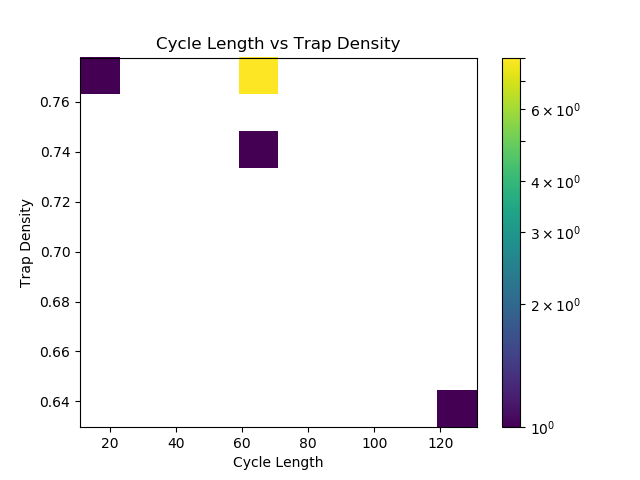 Cycle Length vs Trap Density
Trap Density
0.76
0.74
0.72
0.70
0.68
0.66
0.64
20 40 60 80 100 120
Cycle Length
6 × 10⁰
4 × 10⁰
3 × 10⁰
2 × 10⁰
10⁰